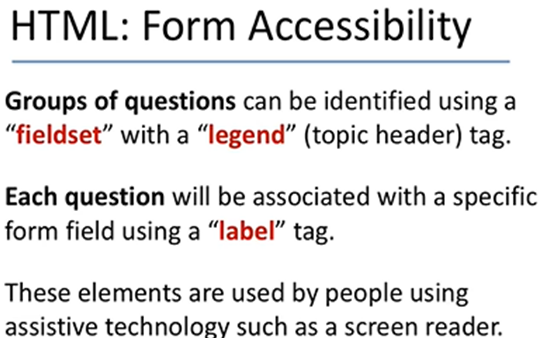 HTML: Form Accessibility
Groups of questions can be identified using a
“fieldset” with a “legend” (topic header) tag.
Each question will be associated with a specific
form field using a “label” tag.
These elements are used by people using
assistive technology such as a screen reader.